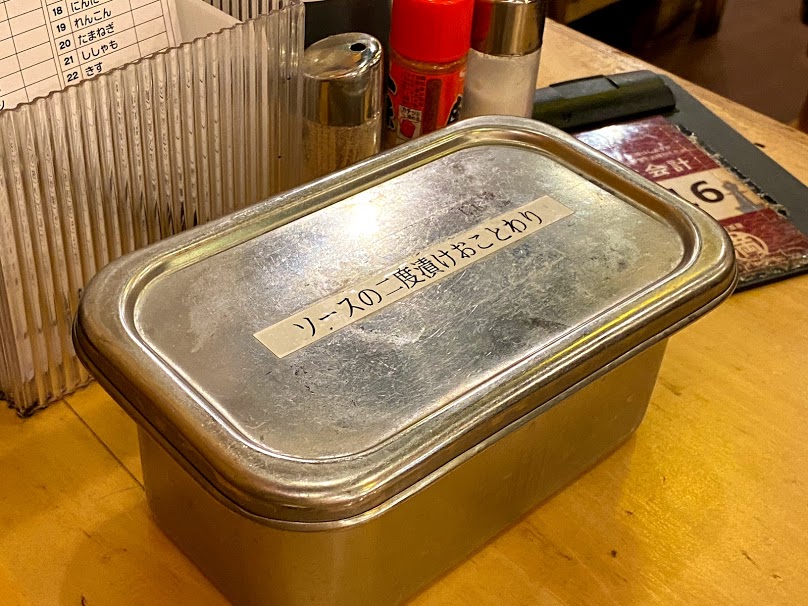 18 にんにく
19 れんこん
20 たまねぎ
21 ししゃも
22 きす
ソースの二度漬けおことわり
会計
46